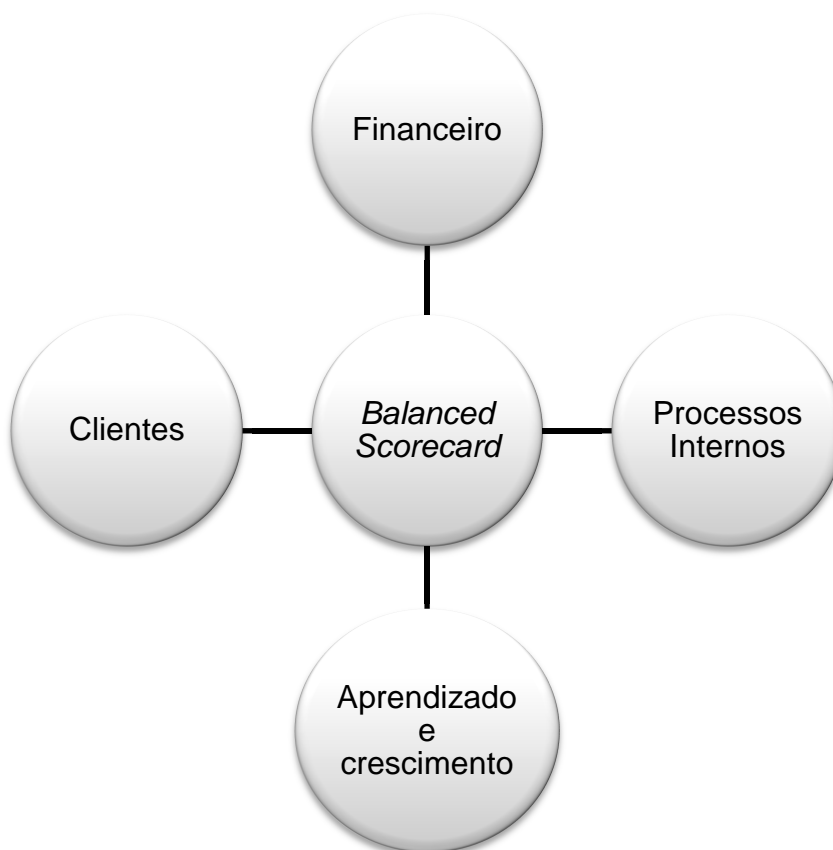 Financeiro
Clientes
Balanced
Scorecard
Processos
Internos
Aprendizado
e
crescimento